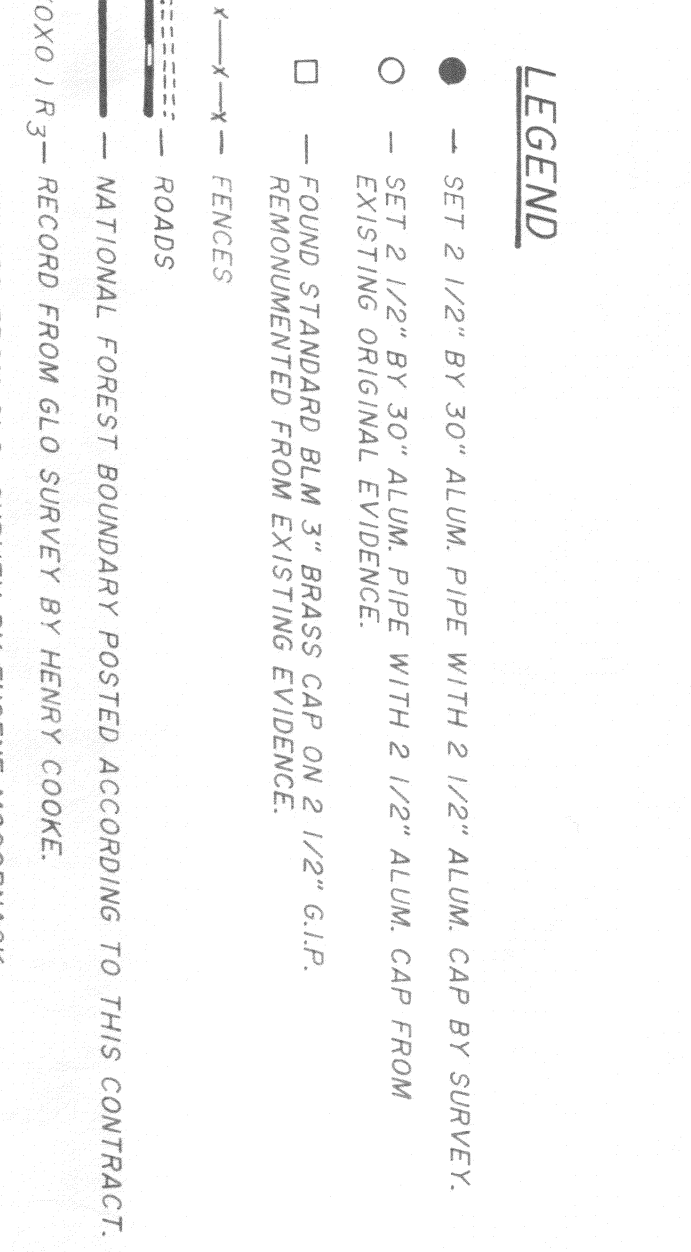 LEGEND
— SET 2 1/2" BY 30" ALUM. PIPE WITH 2 1/2" ALUM. CAP BY SURVEY.
— SET 2 1/2" BY 30" ALUM. PIPE WITH 2 1/2" ALUM. CAP FROM
EXISTING ORIGINAL EVIDENCE.
— FOUND STANDARD BLM 3" BRASS CAP ON 2 1/2" G.I.P.
REMONUMENTED FROM EXISTING EVIDENCE.
x—x—x— FENCES
— ROADS
— NATIONAL FOREST BOUNDARY POSTED ACCORDING TO THIS CONTRACT.
OXO ) R3— RECORD FROM GLO SURVEY BY HENRY COOKE.